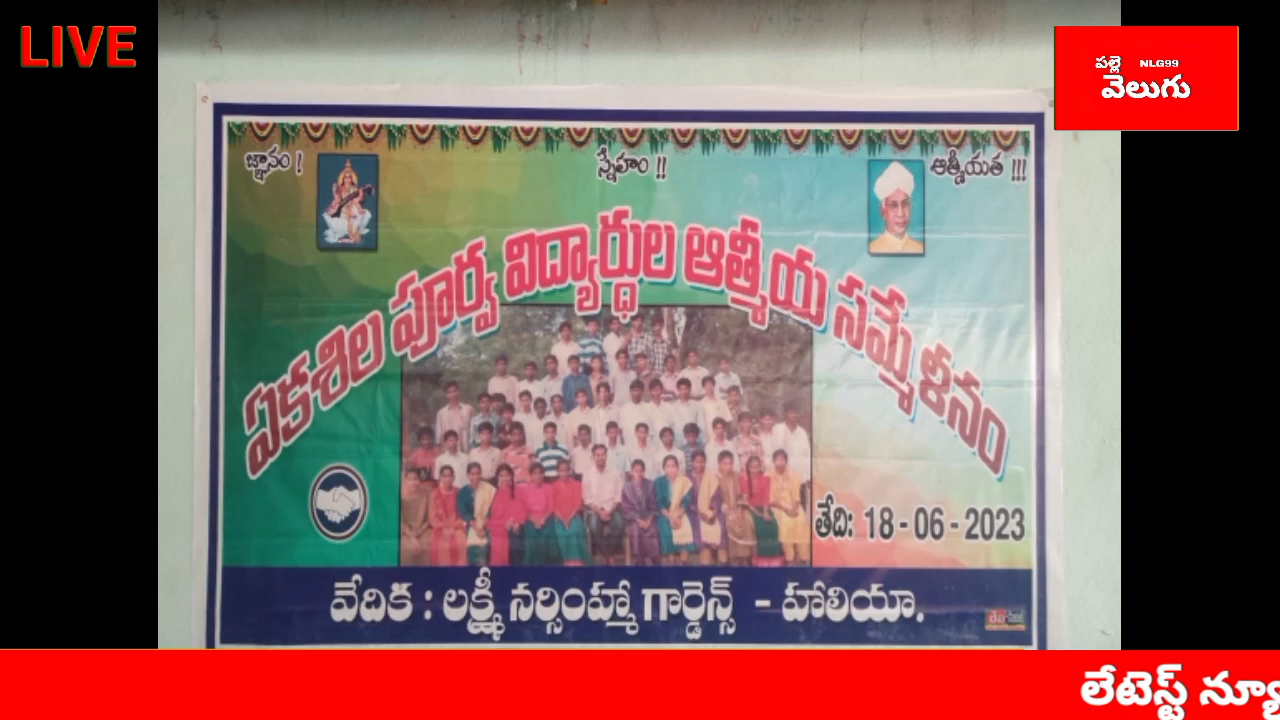 LIVE
పల్లె NLG99
వెలుగు
జ్ఞానం ! స్నేహం !! ఆత్మీయత !!!
ఏకశిల పూర్వ విద్యార్థుల ఆత్మీయ సమ్మేళనం
తేది: 18 - 06 - 2023
వేదిక : లక్ష్మీ నర్సింహ్మా గార్డెన్స్ - హాలియా.
లేటెస్ట్ న్యూ